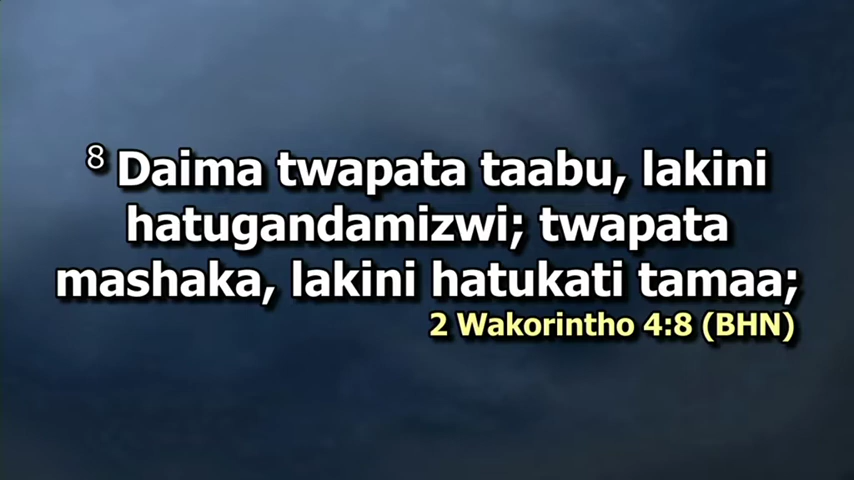 8 Daima twapata taabu, lakini
hatugandamizwi; twapata
mashaka, lakini hatukati tamaa;
2 Wakorintho 4:8 (BHN)